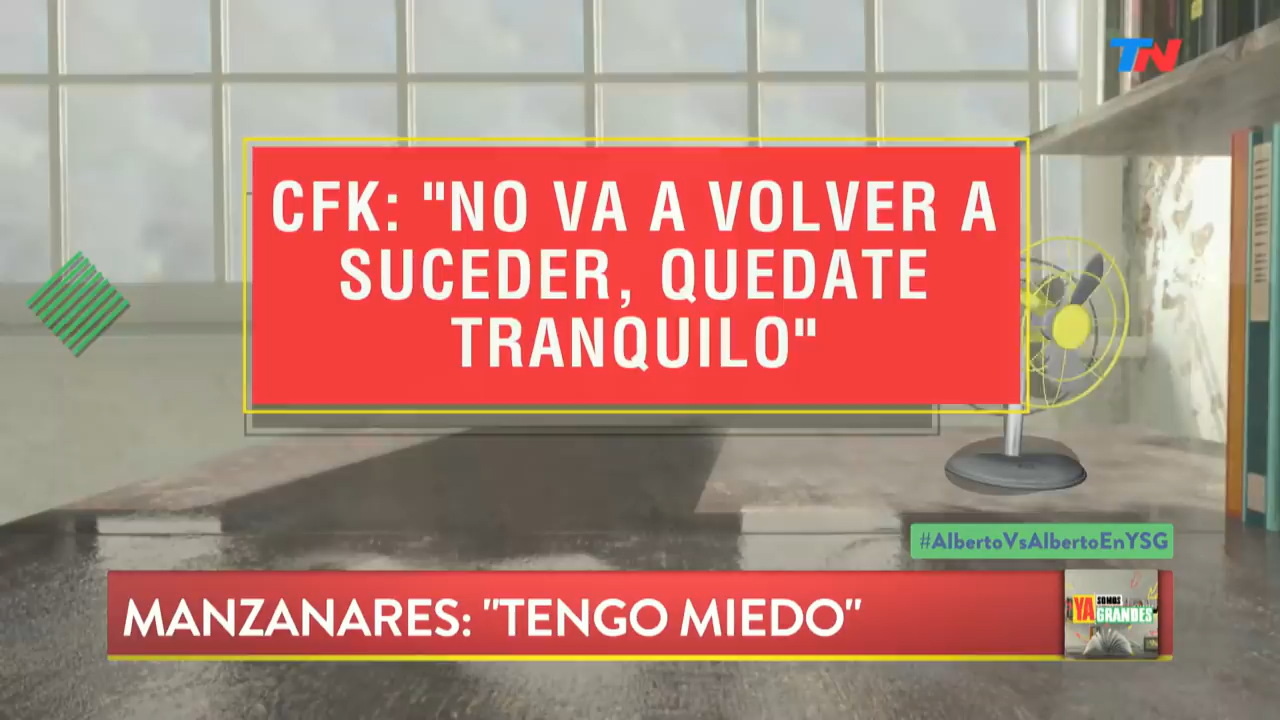 TN
CFK: "NO VA A VOLVER A
SUCEDER, QUEDATE
TRANQUILO"
#AlbertoVsAlbertoEnYSG
MANZANARES: "TENGO MIEDO"
YA SOMOS
GRANDES